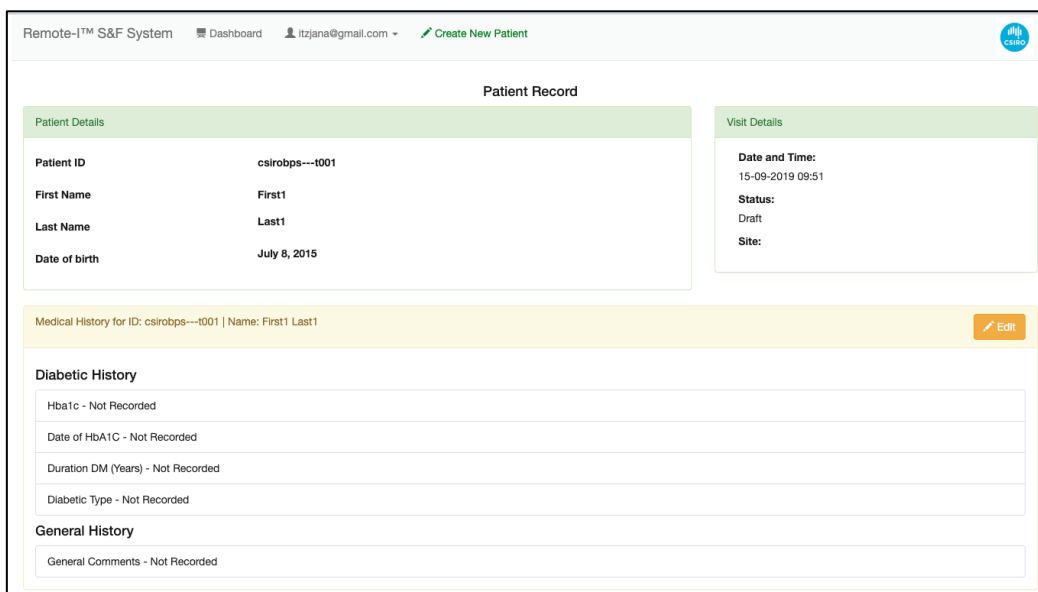 Remote-I™ S&F System Dashboard itzjana@gmail.com Create New Patient
CSIRO
Patient Record
Patient Details
Patient ID csirobps---t001
First Name First1
Last Name Last1
Date of birth July 8, 2015
Visit Details
Date and Time:
15-09-2019 09:51
Status:
Draft
Site:
Medical History for ID: csirobps---t001 | Name: First1 Last1
Edit
Diabetic History
Hba1c - Not Recorded
Date of HbA1C - Not Recorded
Duration DM (Years) - Not Recorded
Diabetic Type - Not Recorded
General History
General Comments - Not Recorded